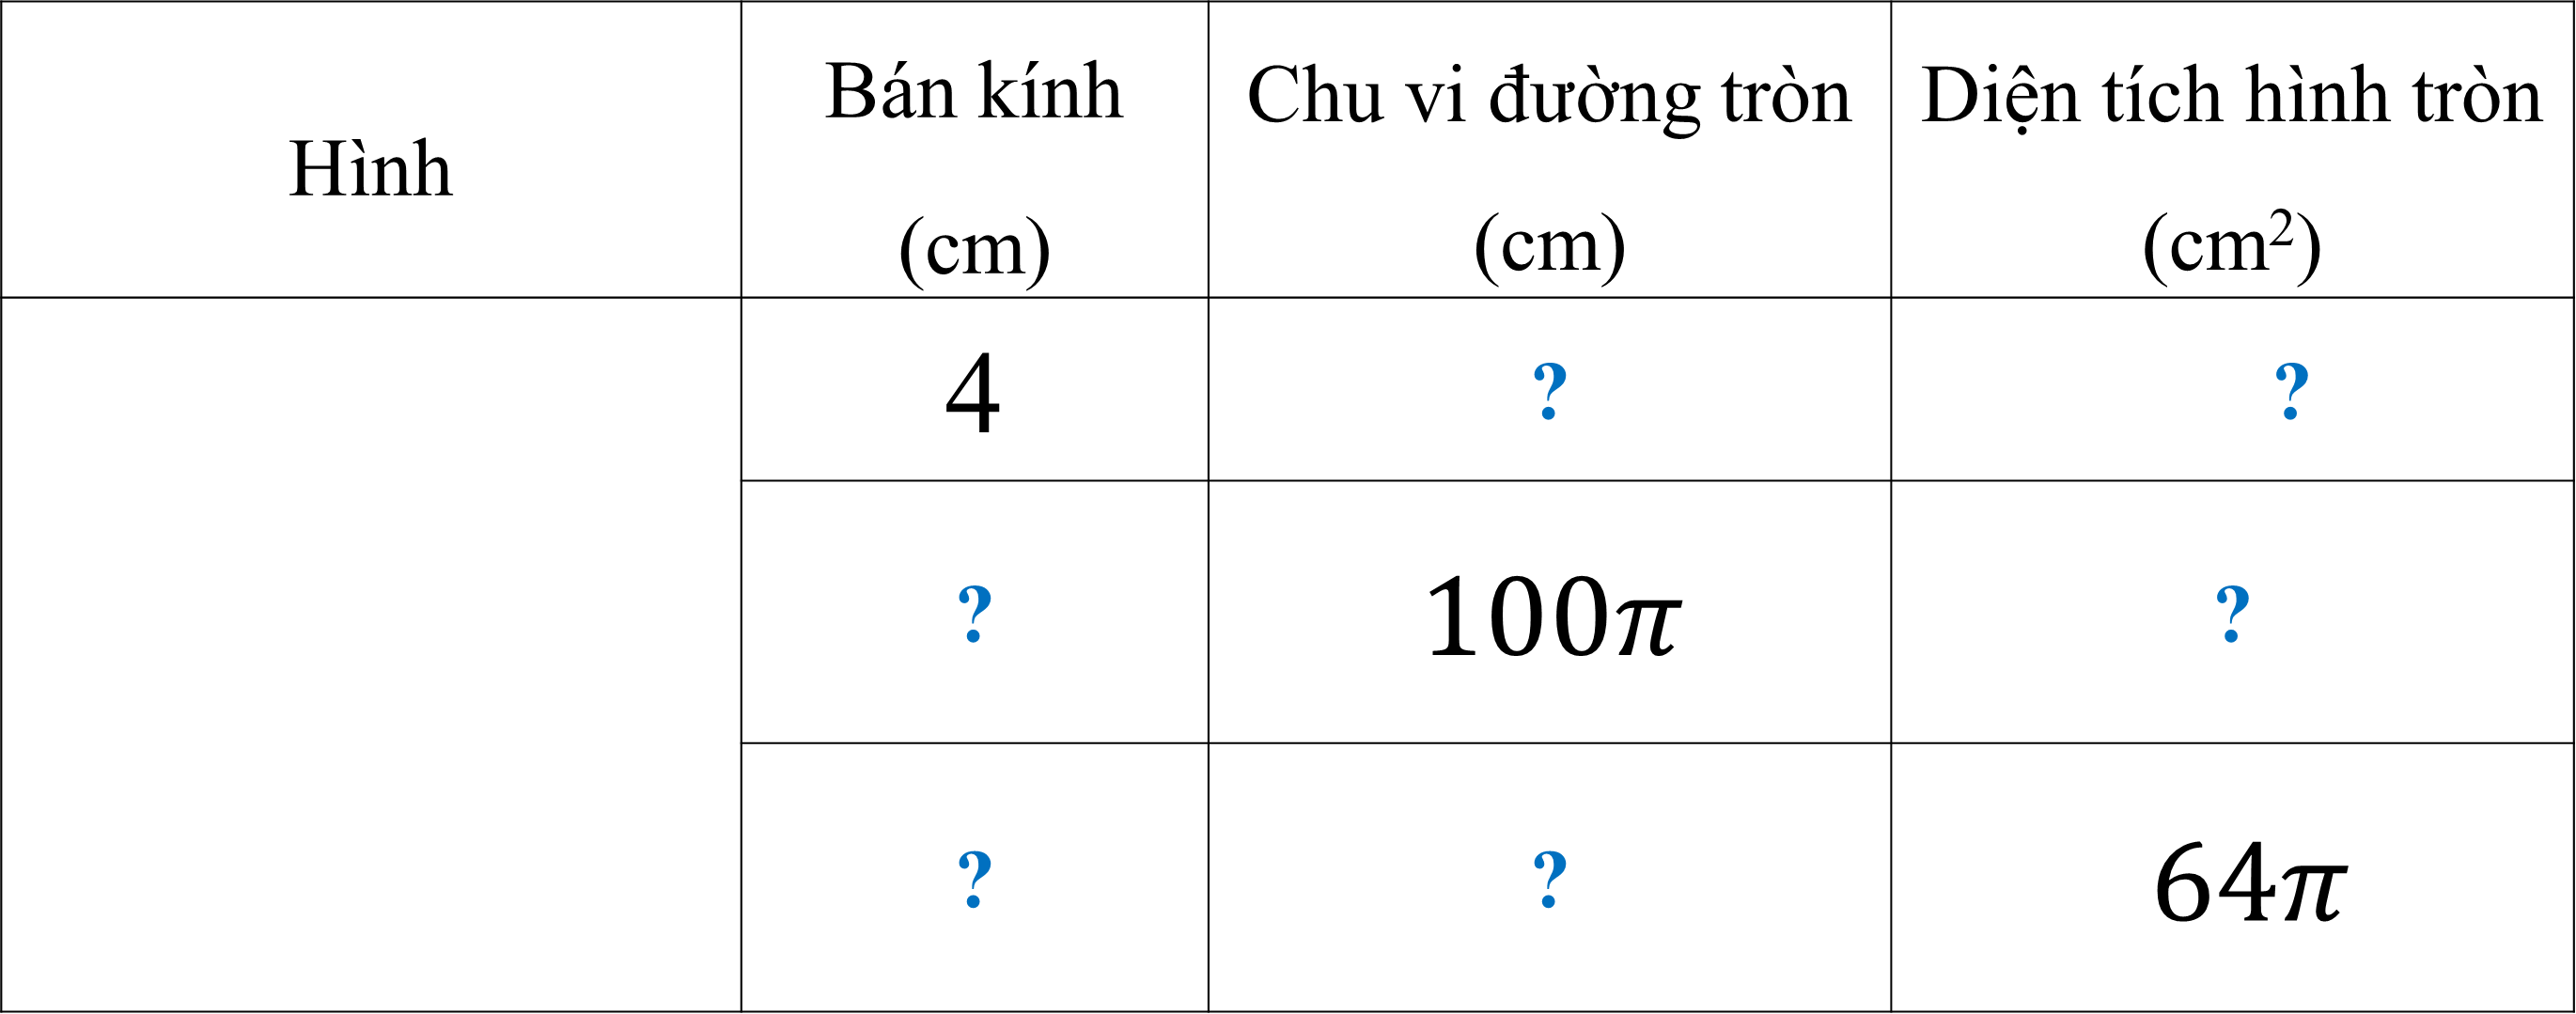 Hình
Bán kính
(cm)
Chu vi đường tròn
(cm)
Diện tích hình tròn
(cm²)
4
?
?
?
100π
?
?
?
64π